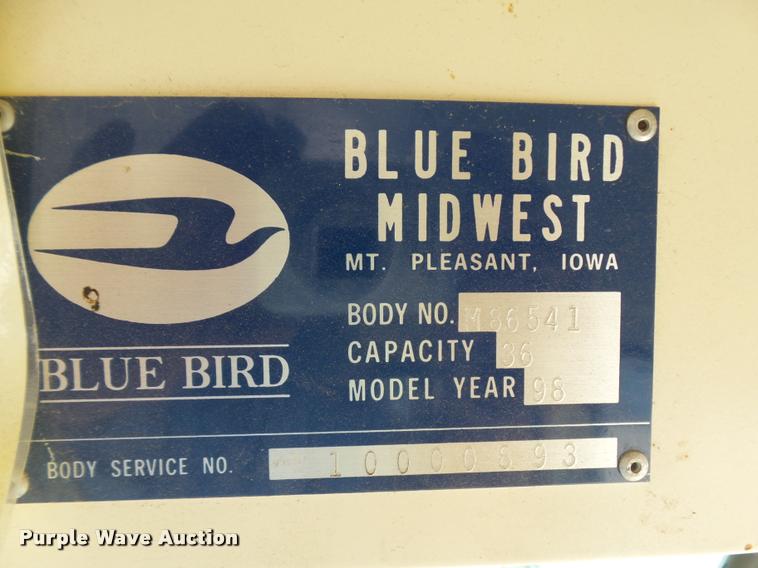 BLUE BIRD
MIDWEST
MT. PLEASANT, IOWA
BODY NO. M86541
CAPACITY 36
MODEL YEAR 98
BLUE BIRD
BODY SERVICE NO. 10000693
Purple Wave Auction